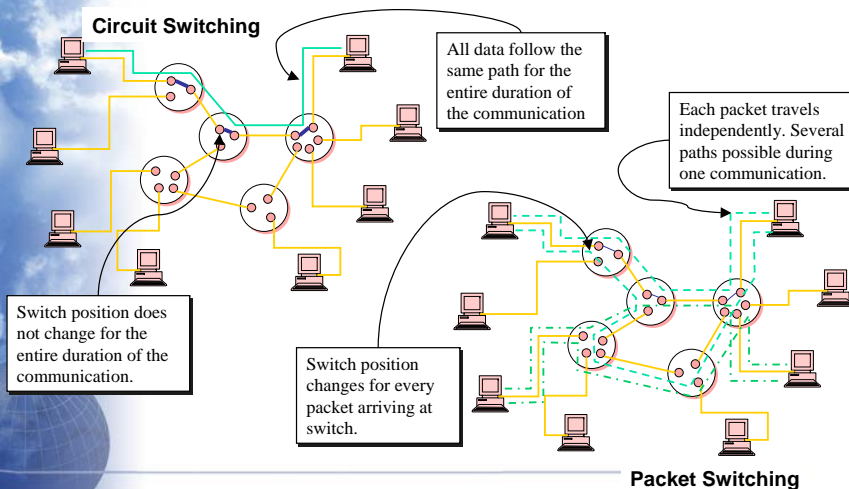 Circuit Switching
All data follow the
same path for the
entire duration of
the communication
Each packet travels
independently. Several
paths possible during
one communication.
Switch position does
not change for the
entire duration of the
communication.
Switch position
changes for every
packet arriving at
switch.
Packet Switching